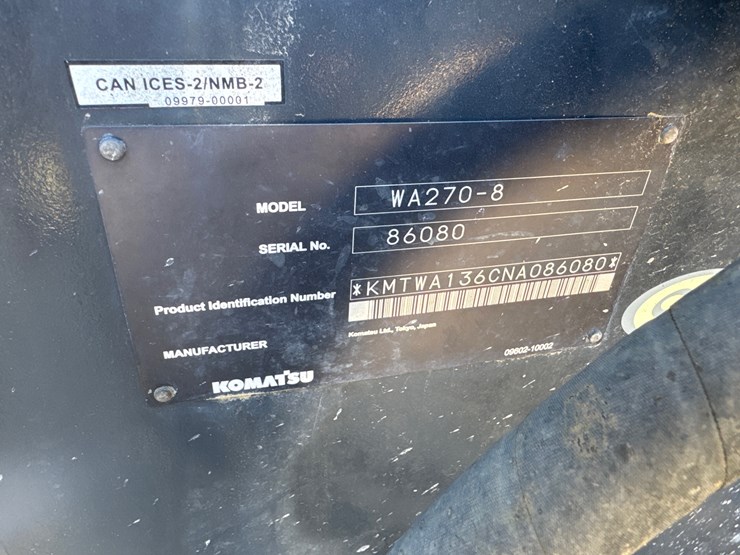 CAN ICES-2/NMB-2
09979-00001
MODEL WA270-8
SERIAL No. 86080
Product Identification Number *KMTWA136CNA086080*
MANUFACTURER Komatsu Ltd., Tokyo, Japan
KOMATSU 09802-10002